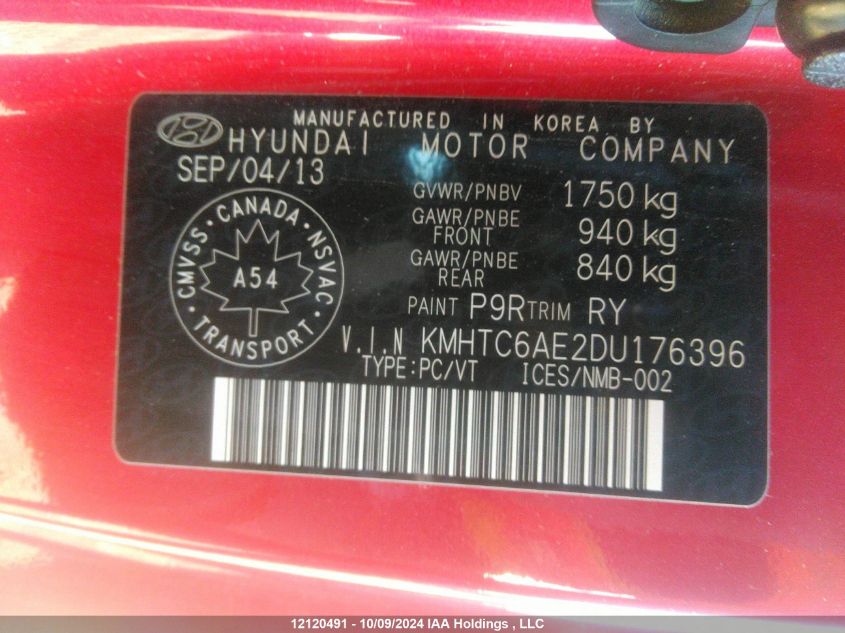 MANUFACTURED IN KOREA BY
HYUNDAI MOTOR COMPANY
SEP/04/13
GVWR/PNBV 1750 kg
GAWR/PNBE FRONT 940 kg
GAWR/PNBE REAR 840 kg
CMVSS · CANADA · NSVAC · TRANSPORT ·
A54
PAINT P9R TRIM RY
V.I.N KMHTC6AE2DU176396
TYPE:PC/VT ICES/NMB-002
12120491 - 10/09/2024 IAA Holdings , LLC